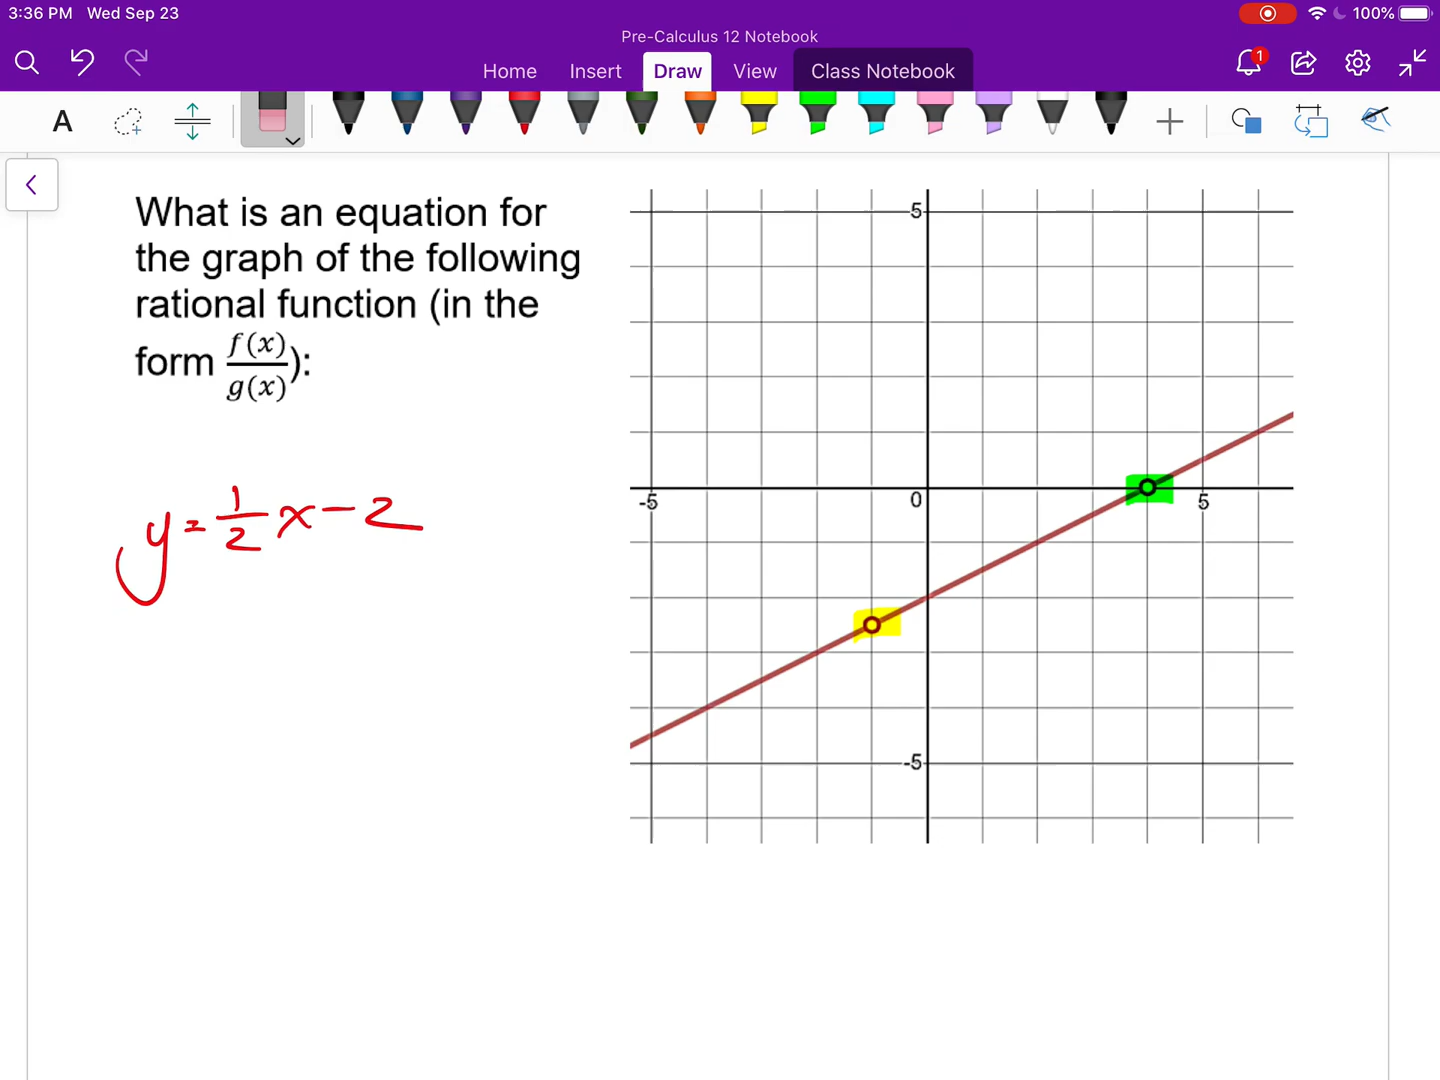 3:36 PM Wed Sep 23
100%
Pre-Calculus 12 Notebook
Home Insert Draw View Class Notebook
1
A
What is an equation for
the graph of the following
rational function (in the
form f(x)/g(x)):
y = 1/2 x - 2
5
-5 0 5
-5